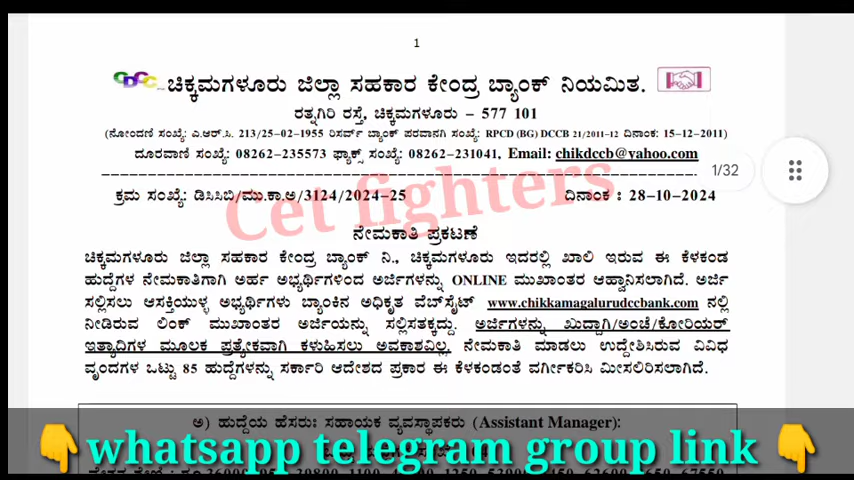 1
ಚಿಕ್ಕಮಗಳೂರು ಜಿಲ್ಲಾ ಸಹಕಾರ ಕೇಂದ್ರ ಬ್ಯಾಂಕ್ ನಿಯಮಿತ.
ರತ್ನಗಿರಿ ರಸ್ತೆ, ಚಿಕ್ಕಮಗಳೂರು – 577 101
(ನೋಂದಣಿ ಸಂಖ್ಯೆ: ಎ.ಆರ್.ಸಿ. 213/25-02-1955 ರಿಸರ್ವ್ ಬ್ಯಾಂಕ್ ಪರವಾನಗಿ ಸಂಖ್ಯೆ: RPCD (BG) DCCB 21/2011-12 ದಿನಾಂಕ: 15-12-2011)
ದೂರವಾಣಿ ಸಂಖ್ಯೆ: 08262-235573 ಫ್ಯಾಕ್ಸ್ ಸಂಖ್ಯೆ: 08262-231041, Email: chikdccb@yahoo.com
1/32
ಕ್ರಮ ಸಂಖ್ಯೆ: ಡಿಸಿಸಿಬಿ/ಮು.ಕಾ.ಅ/3124/2024-25 ದಿನಾಂಕ : 28-10-2024
Cet fighters
ನೇಮಕಾತಿ ಪ್ರಕಟಣೆ
ಚಿಕ್ಕಮಗಳೂರು ಜಿಲ್ಲಾ ಸಹಕಾರ ಕೇಂದ್ರ ಬ್ಯಾಂಕ್ ನಿ., ಚಿಕ್ಕಮಗಳೂರು ಇದರಲ್ಲಿ ಖಾಲಿ ಇರುವ ಈ ಕೆಳಕಂಡ
ಹುದ್ದೆಗಳ ನೇಮಕಾತಿಗಾಗಿ ಅರ್ಹ ಅಭ್ಯರ್ಥಿಗಳಿಂದ ಅರ್ಜಿಗಳನ್ನು ONLINE ಮುಖಾಂತರ ಆಹ್ವಾನಿಸಲಾಗಿದೆ. ಅರ್ಜಿ
ಸಲ್ಲಿಸಲು ಆಸಕ್ತಿಯುಳ್ಳ ಅಭ್ಯರ್ಥಿಗಳು ಬ್ಯಾಂಕಿನ ಅಧಿಕೃತ ವೆಬ್‌ಸೈಟ್ www.chikkamagalurudccbank.com ನಲ್ಲಿ
ನೀಡಿರುವ ಲಿಂಕ್ ಮುಖಾಂತರ ಅರ್ಜಿಯನ್ನು ಸಲ್ಲಿಸತಕ್ಕದ್ದು. ಅರ್ಜಿಗಳನ್ನು ಖುದ್ದಾಗಿ/ಅಂಚೆ/ಕೋರಿಯರ್
ಇತ್ಯಾದಿಗಳ ಮೂಲಕ ಪ್ರತ್ಯೇಕವಾಗಿ ಕಳುಹಿಸಲು ಅವಕಾಶವಿಲ್ಲ. ನೇಮಕಾತಿ ಮಾಡಲು ಉದ್ದೇಶಿಸಿರುವ ವಿವಿಧ
ವೃಂದಗಳ ಒಟ್ಟು 85 ಹುದ್ದೆಗಳನ್ನು ಸರ್ಕಾರಿ ಆದೇಶದ ಪ್ರಕಾರ ಈ ಕೆಳಕಂಡಂತೆ ವರ್ಗೀಕರಿಸಿ ಮೀಸಲಿರಿಸಲಾಗಿದೆ.
ಅ) ಹುದ್ದೆಯ ಹೆಸರು: ಸಹಾಯಕ ವ್ಯವಸ್ಥಾಪಕರು (Assistant Manager):
👇whatsapp telegram group link 👇